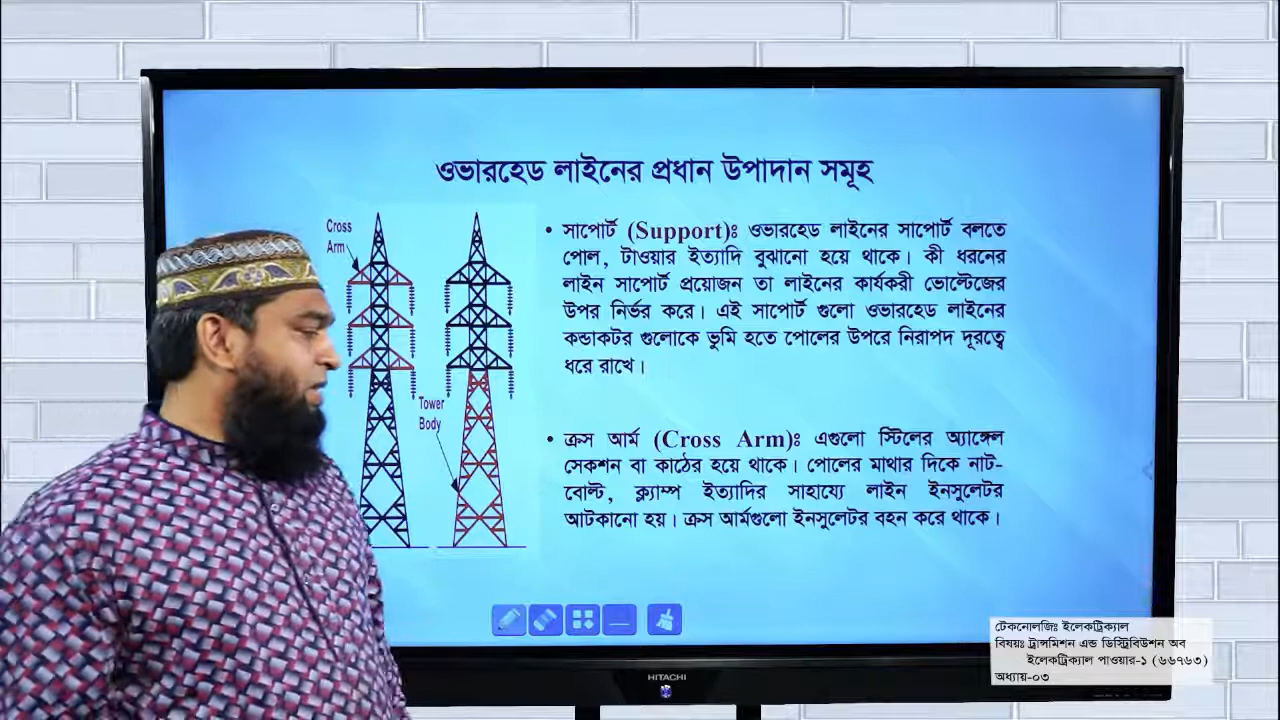 ওভারহেড লাইনের প্রধান উপাদান সমূহ
Cross
Arm
Tower
Body
• সাপোর্ট (Support)ঃ ওভারহেড লাইনের সাপোর্ট বলতে
পোল, টাওয়ার ইত্যাদি বুঝানো হয়ে থাকে। কী ধরনের
লাইন সাপোর্ট প্রয়োজন তা লাইনের কার্যকরী ভোল্টেজের
উপর নির্ভর করে। এই সাপোর্ট গুলো ওভারহেড লাইনের
কন্ডাকটর গুলোকে ভুমি হতে পোলের উপরে নিরাপদ দূরত্বে
ধরে রাখে।
• ক্রস আর্ম (Cross Arm)ঃ এগুলো স্টিলের অ্যাঙ্গেল
সেকশন বা কাঠের হয়ে থাকে। পোলের মাথার দিকে নাট-
বোল্ট, ক্ল্যাম্প ইত্যাদির সাহায্যে লাইন ইনসুলেটর
আটকানো হয়। ক্রস আর্মগুলো ইনসুলেটর বহন করে থাকে।
HITACHI
টেকনোলজিঃ ইলেকট্রিক্যাল
বিষয়ঃ ট্রান্সমিশন এন্ড ডিস্ট্রিবিউশন অব
ইলেকট্রিক্যাল পাওয়ার-১ (৬৬৭৬৩)
অধ্যায়-০৩